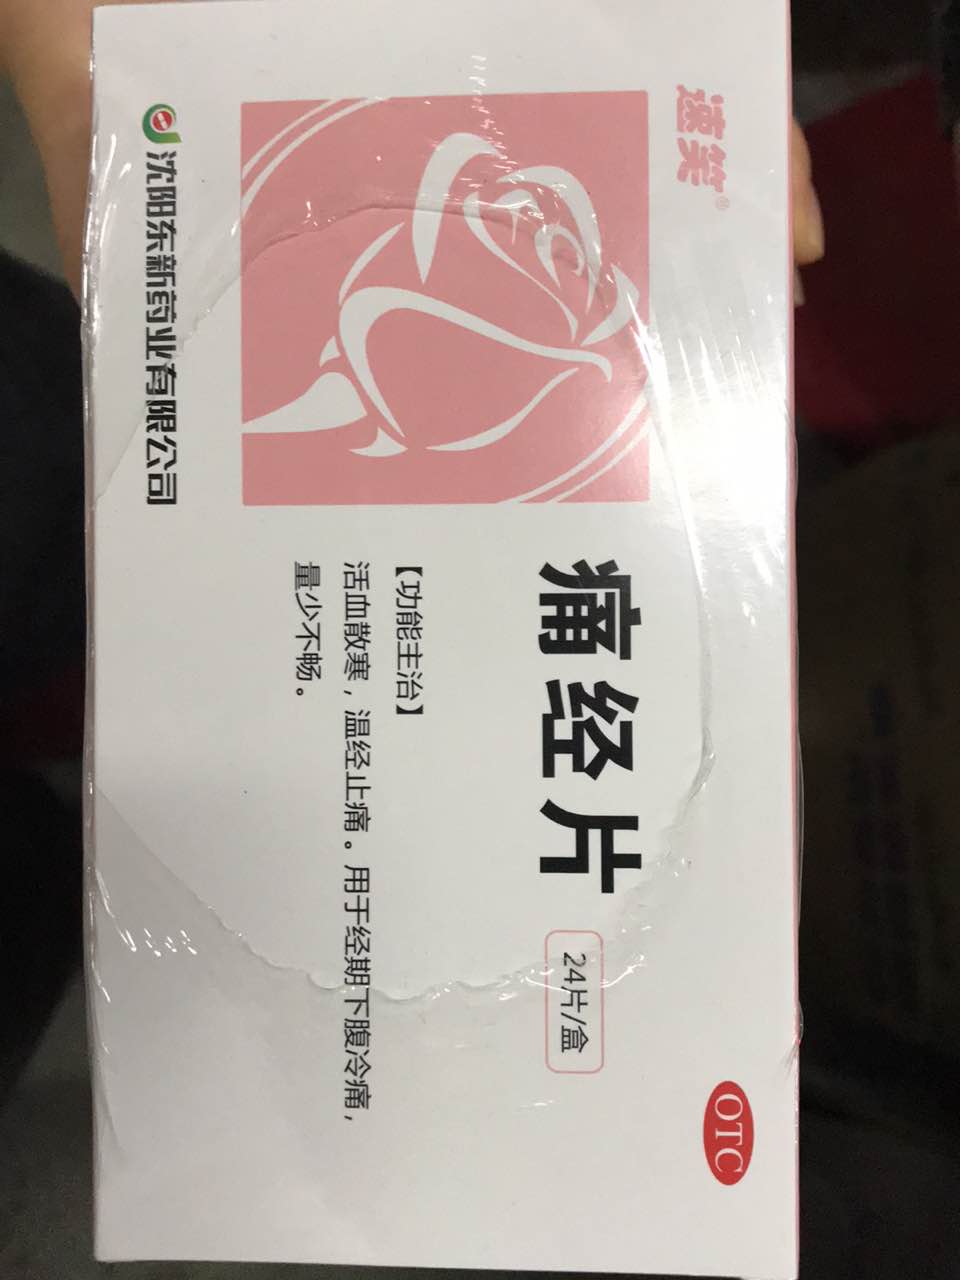 速笑®
痛经片
24片/盒
OTC
【功能主治】
活血散寒，温经止痛。用于经期下腹冷痛，
量少不畅。
沈阳东新药业有限公司